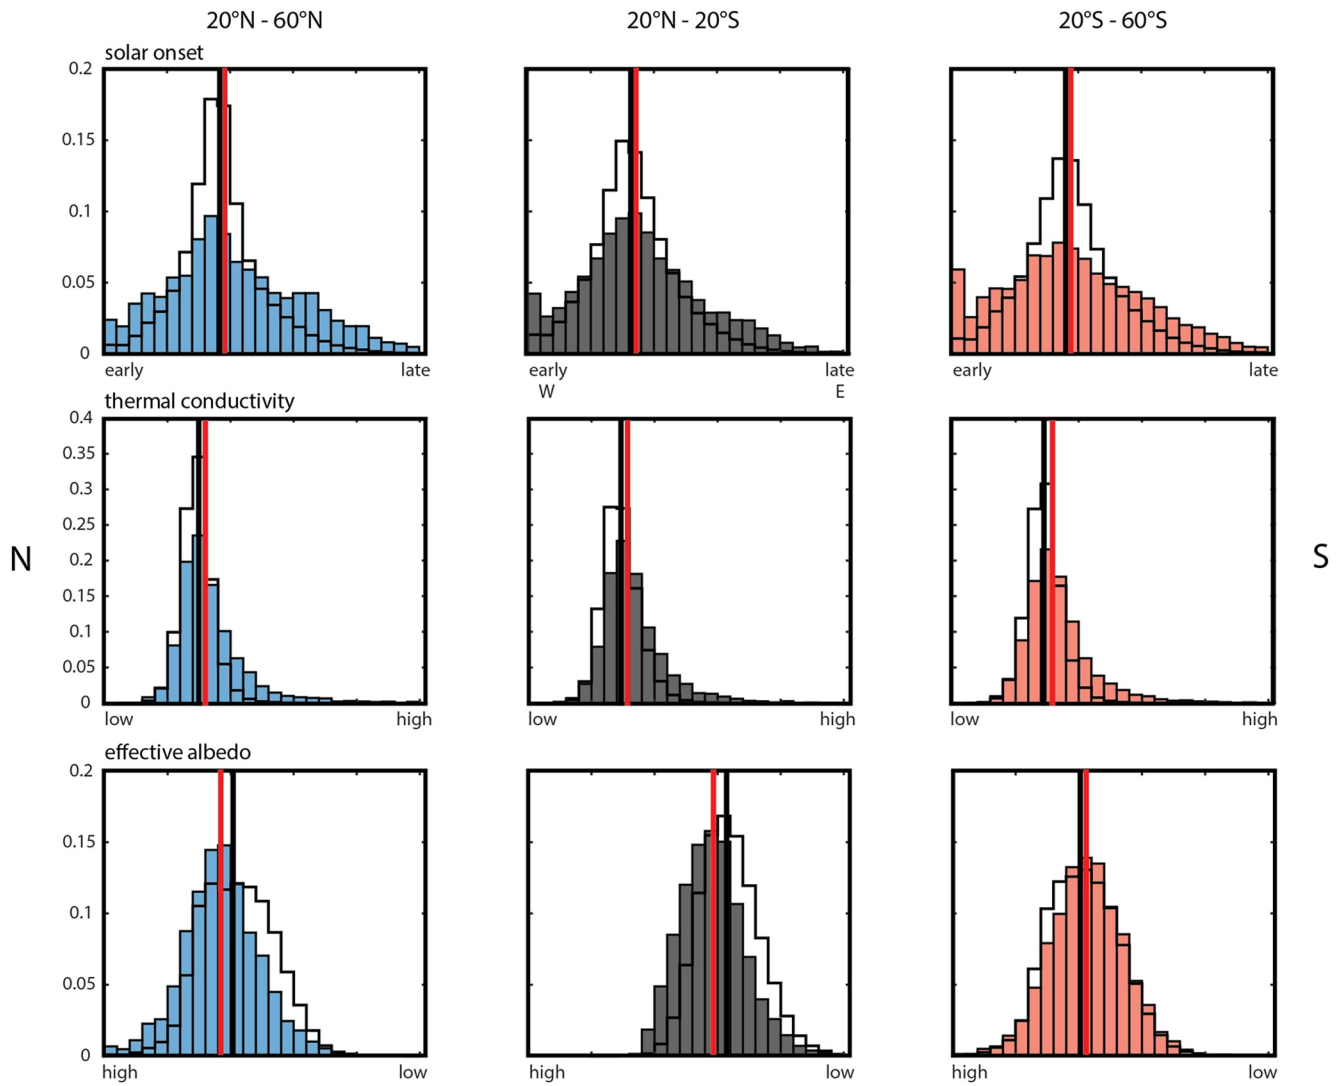 20°N - 60°N 20°N - 20°S 20°S - 60°S
solar onset
0.2
0.15
0.1
0.05
0
early late early late early late
W E
thermal conductivity
0.4
0.35
0.3
0.25
0.2
0.15
0.1
0.05
0
low high low high low high
N S
effective albedo
0.2
0.15
0.1
0.05
0
high low high low high low